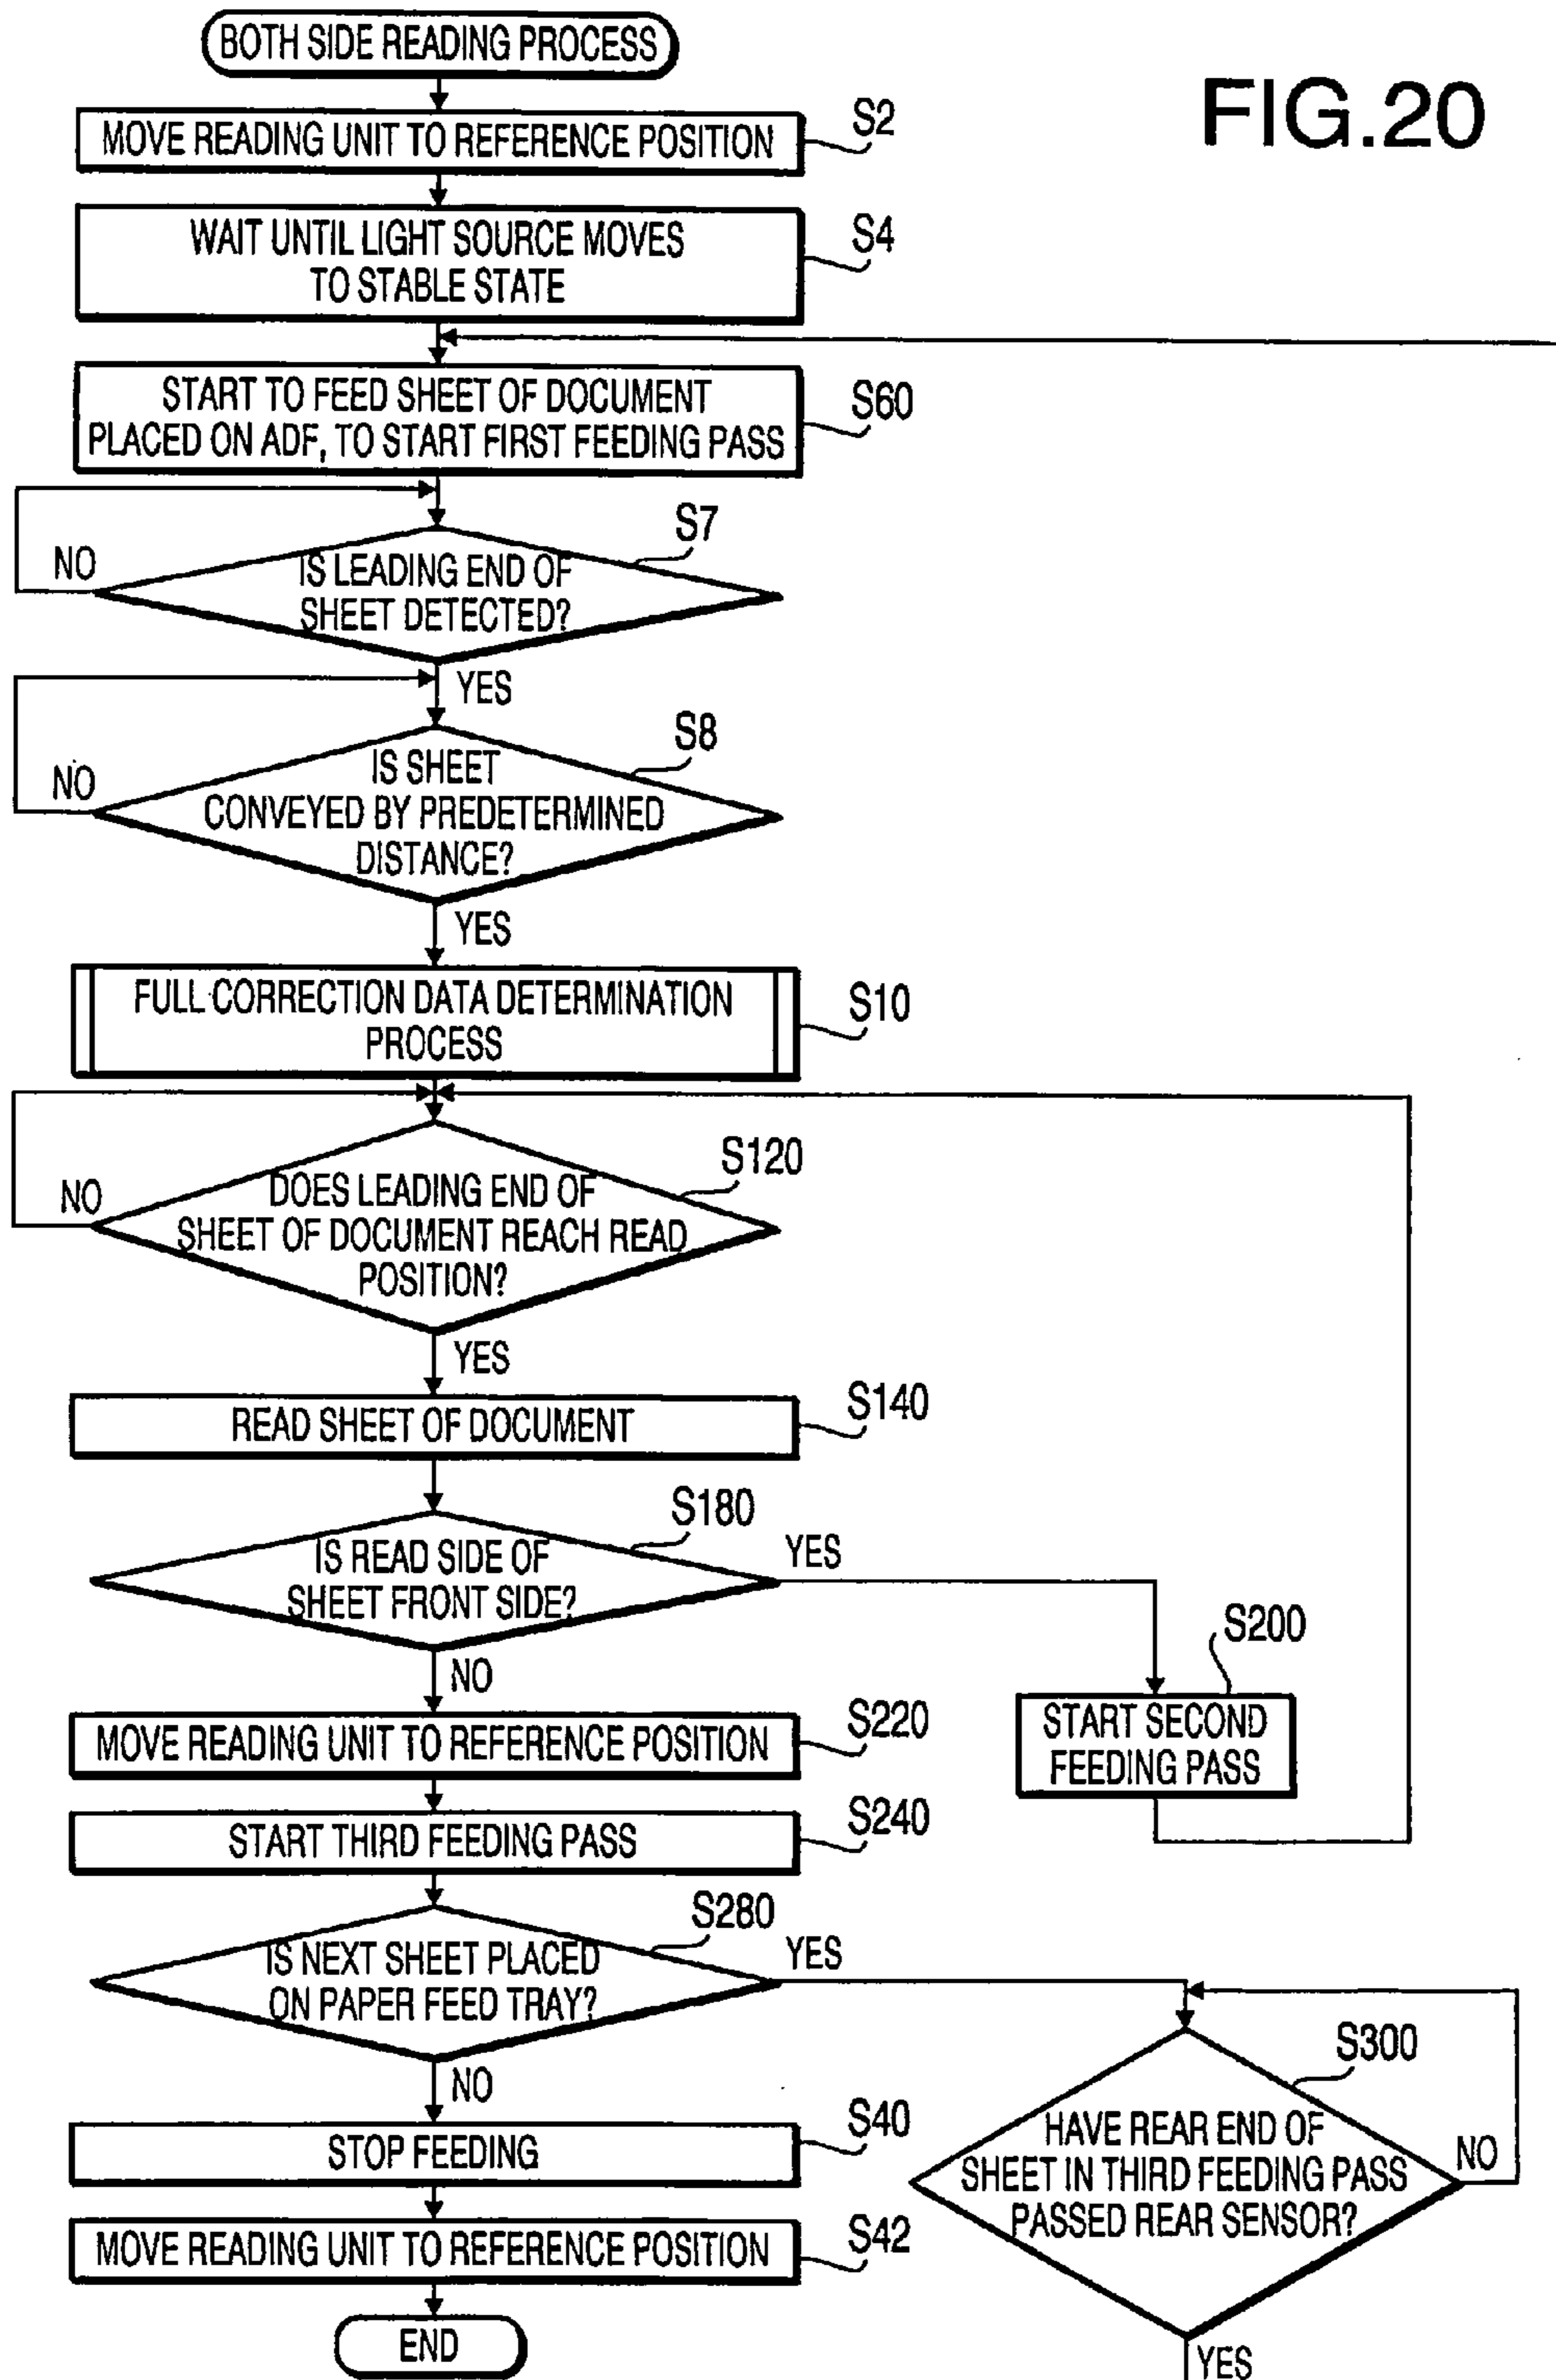 FIG.20
BOTH SIDE READING PROCESS
MOVE READING UNIT TO REFERENCE POSITION
S2
WAIT UNTIL LIGHT SOURCE MOVES
TO STABLE STATE
S4
START TO FEED SHEET OF DOCUMENT
PLACED ON ADF, TO START FIRST FEEDING PASS
S60
S7
NO
IS LEADING END OF
SHEET DETECTED?
YES
S8
NO
IS SHEET
CONVEYED BY PREDETERMINED
DISTANCE?
YES
FULL CORRECTION DATA DETERMINATION
PROCESS
S10
S120
NO
DOES LEADING END OF
SHEET OF DOCUMENT REACH READ
POSITION?
YES
READ SHEET OF DOCUMENT
S140
S180
IS READ SIDE OF
SHEET FRONT SIDE?
YES
NO
S200
START SECOND
FEEDING PASS
MOVE READING UNIT TO REFERENCE POSITION
S220
START THIRD FEEDING PASS
S240
S280
IS NEXT SHEET PLACED
ON PAPER FEED TRAY?
YES
NO
S300
HAVE REAR END OF
SHEET IN THIRD FEEDING PASS
PASSED REAR SENSOR?
NO
YES
STOP FEEDING
S40
MOVE READING UNIT TO REFERENCE POSITION
S42
END